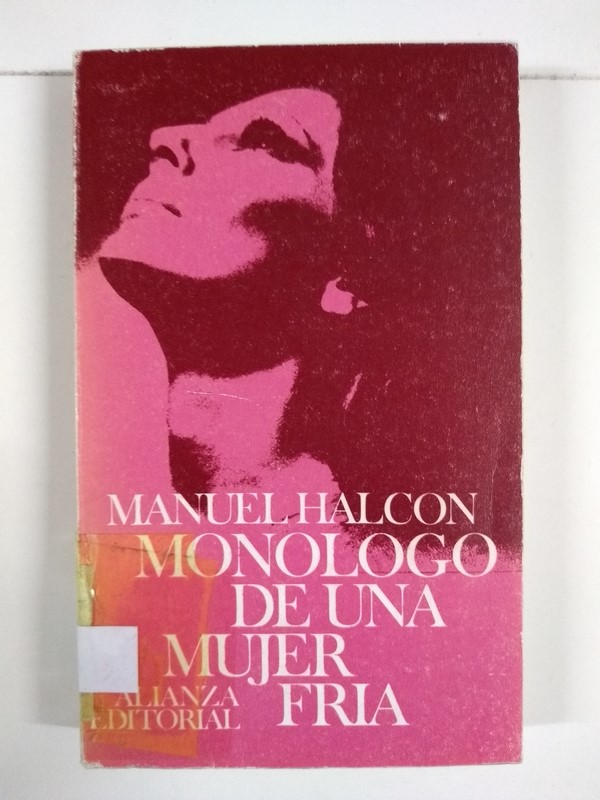 MANUEL HALCON
MONOLOGO
DE UNA
MUJER
FRIA
ALIANZA
EDITORIAL